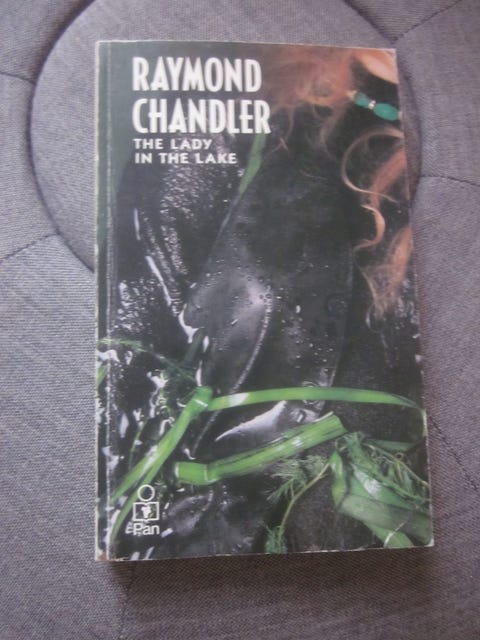 RAYMOND
CHANDLER
THE LADY
IN THE LAKE
Pan